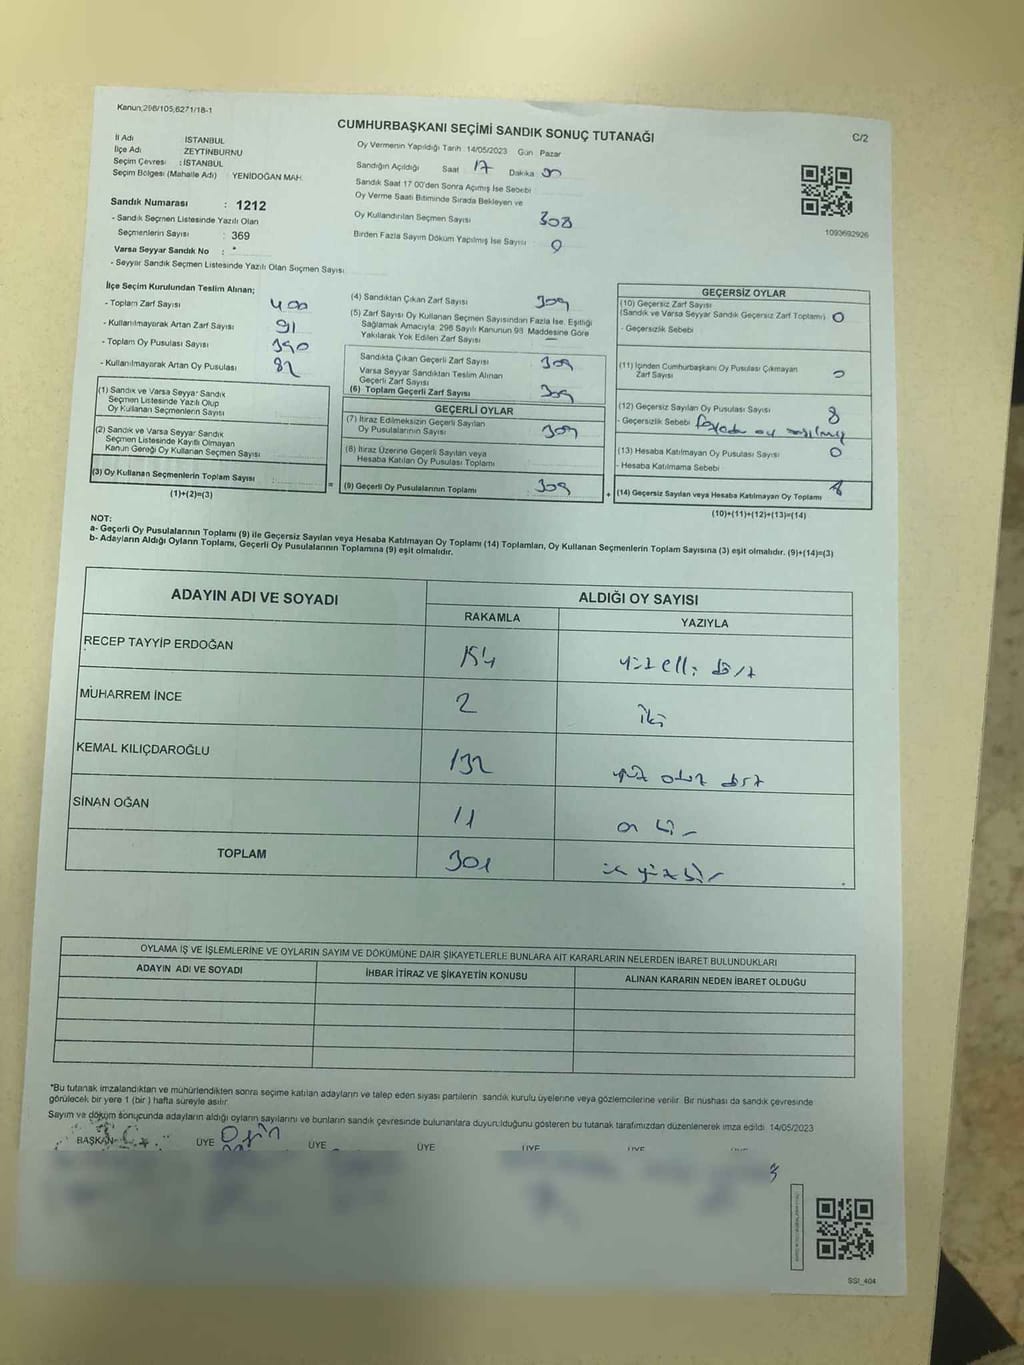 Kanun;298/105,6271/18-1
CUMHURBAŞKANI SEÇİMİ SANDIK SONUÇ TUTANAĞI
C/2
İl Adı İSTANBUL
İlçe Adı ZEYTİNBURNU
Seçim Çevresi : İSTANBUL
Seçim Bölgesi (Mahalle Adı) YENİDOĞAN MAH.
Sandık Numarası : 1212
- Sandık Seçmen Listesinde Yazılı Olan
Seçmenlerin Sayısı : 369
Varsa Seyyar Sandık No : *
- Seyyar Sandık Seçmen Listesinde Yazılı Olan Seçmen Sayısı
Oy Vermenin Yapıldığı Tarih 14/05/2023 Gün Pazar
Sandığın Açıldığı Saat 17 Dakika 00
Sandık Saat 17:00'den Sonra Açımış İse Sebebi
Oy Verme Saati Bitiminde Sırada Bekleyen ve
Oy Kullandırılan Seçmen Sayısı 308
Birden Fazla Sayım Döküm Yapılmış İse Sayısı 0
1093692926
İlçe Seçim Kurulundan Teslim Alınan;
- Toplam Zarf Sayısı 400
- Kullanılmayarak Artan Zarf Sayısı 91
- Toplam Oy Pusulası Sayısı 390
- Kullanılmayarak Artan Oy Pusulası 82
(1) Sandık ve Varsa Seyyar Sandık
Seçmen Listesinde Yazılı Olup
Oy Kullanan Seçmenlerin Sayısı
(2) Sandık ve Varsa Seyyar Sandık
Seçmen Listesinde Kayıtlı Olmayan
Kanun Gereği Oy Kullanan Seçmen Sayısı
(3) Oy Kullanan Seçmenlerin Toplam Sayısı
(1)+(2)=(3)
=
(4) Sandıktan Çıkan Zarf Sayısı 309
(5) Zarf Sayısı Oy Kullanan Seçmen Sayısından Fazla İse, Eşitliği
Sağlamak Amacıyla, 298 Sayılı Kanunun 98. Maddesine Göre
Yakılarak Yok Edilen Zarf Sayısı —
Sandıkta Çıkan Geçerli Zarf Sayısı 309
Varsa Seyyar Sandıktan Teslim Alınan
Geçerli Zarf Sayısı
(6) Toplam Geçerli Zarf Sayısı 309
GEÇERLİ OYLAR
(7) İtiraz Edilmeksizin Geçerli Sayılan
Oy Pusulalarının Sayısı 309
(8) İtiraz Üzerine Geçerli Sayılan veya
Hesaba Katılan Oy Pusulası Toplamı
(9) Geçerli Oy Pusulalarının Toplamı 309
+
GEÇERSİZ OYLAR
(10) Geçersiz Zarf Sayısı
(Sandık ve Varsa Seyyar Sandık Geçersiz Zarf Toplamı) 0
- Geçersizlik Sebebi
(11) İçinden Cumhurbaşkanı Oy Pusulası Çıkmayan
Zarf Sayısı 0
(12) Geçersiz Sayılan Oy Pusulası Sayısı 8
- Geçersizlik Sebebi fazladan oy
(13) Hesaba Katılmayan Oy Pusulası Sayısı 0
- Hesaba Katılmama Sebebi
(14) Geçersiz Sayılan veya Hesaba Katılmayan Oy Toplamı 8
(10)+(11)+(12)+(13)=(14)
NOT:
a- Geçerli Oy Pusulalarının Toplamı (9) ile Geçersiz Sayılan veya Hesaba Katılmayan Oy Toplamı (14) Toplamları, Oy Kullanan Seçmenlerin Toplam Sayısına (3) eşit olmalıdır. (9)+(14)=(3)
b- Adayların Aldığı Oyların Toplamı, Geçerli Oy Pusulalarının Toplamına (9) eşit olmalıdır.
ADAYIN ADI VE SOYADI
ALDIĞI OY SAYISI
RAKAMLA YAZIYLA
RECEP TAYYİP ERDOĞAN 154 yüz elli dört
MUHARREM İNCE 2 iki
KEMAL KILIÇDAROĞLU 132 yüz otuz dört
SİNAN OĞAN 11 on bir
TOPLAM 301 üç yüz bir
OYLAMA İŞ VE İŞLEMLERİNE VE OYLARIN SAYIM VE DÖKÜMÜNE DAİR ŞİKAYETLERLE BUNLARA AİT KARARLARIN NELERDEN İBARET BULUNDUKLARI
ADAYIN ADI VE SOYADI İHBAR İTİRAZ VE ŞİKAYETİN KONUSU ALINAN KARARIN NEDEN İBARET OLDUĞU
*Bu tutanak imzalandıktan ve mühürlendikten sonra seçime katılan adayların ve talep eden siyasi partilerin sandık kurulu üyelerine veya gözlemcilerine verilir. Bir nüshası da sandık çevresinde
görülecek bir yere 1 (bir) hafta süreyle asılır.
Sayım ve döküm sonucunda adayların aldığı oyların sayılarını ve bunların sandık çevresinde bulunanlara duyurulduğunu gösteren bu tutanak tarafımızdan düzenlenerek imza edildi. 14/05/2023
BAŞKAN ÜYE ÜYE ÜYE ÜYE ÜYE
SSI_404